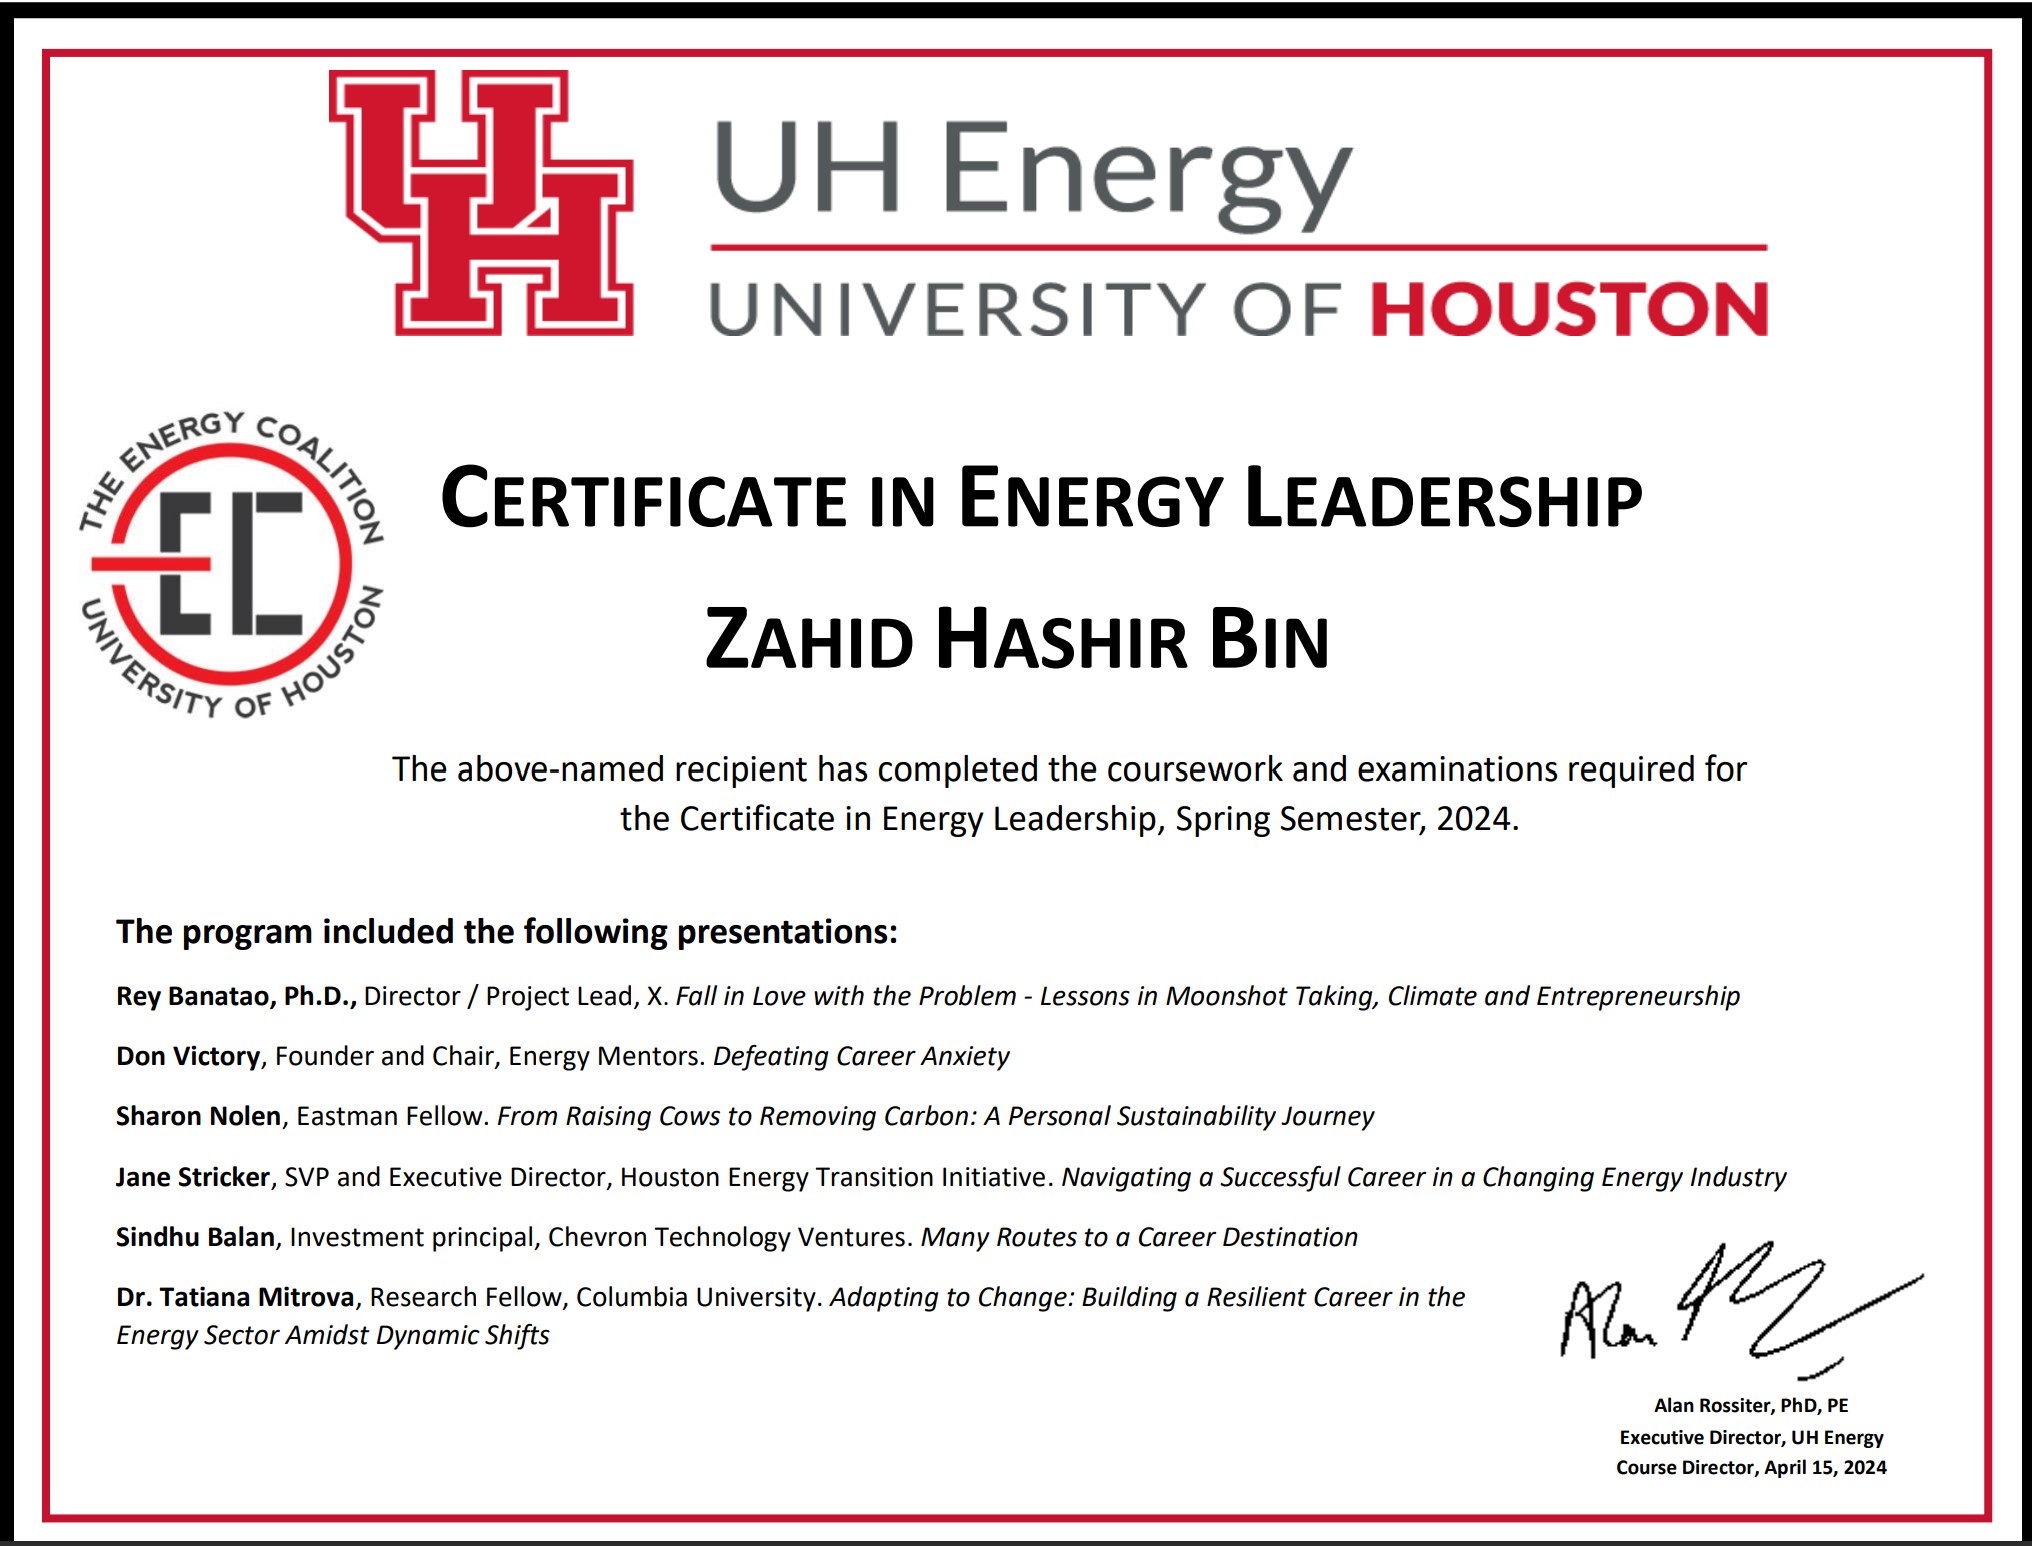 UH
UH Energy
UNIVERSITY OF HOUSTON
THE ENERGY COALITION
EC
UNIVERSITY OF HOUSTON
CERTIFICATE IN ENERGY LEADERSHIP
ZAHID HASHIR BIN
The above-named recipient has completed the coursework and examinations required for
the Certificate in Energy Leadership, Spring Semester, 2024.
The program included the following presentations:
Rey Banatao, Ph.D., Director / Project Lead, X. Fall in Love with the Problem - Lessons in Moonshot Taking, Climate and Entrepreneurship
Don Victory, Founder and Chair, Energy Mentors. Defeating Career Anxiety
Sharon Nolen, Eastman Fellow. From Raising Cows to Removing Carbon: A Personal Sustainability Journey
Jane Stricker, SVP and Executive Director, Houston Energy Transition Initiative. Navigating a Successful Career in a Changing Energy Industry
Sindhu Balan, Investment principal, Chevron Technology Ventures. Many Routes to a Career Destination
Dr. Tatiana Mitrova, Research Fellow, Columbia University. Adapting to Change: Building a Resilient Career in the
Energy Sector Amidst Dynamic Shifts
Alan
Alan Rossiter, PhD, PE
Executive Director, UH Energy
Course Director, April 15, 2024